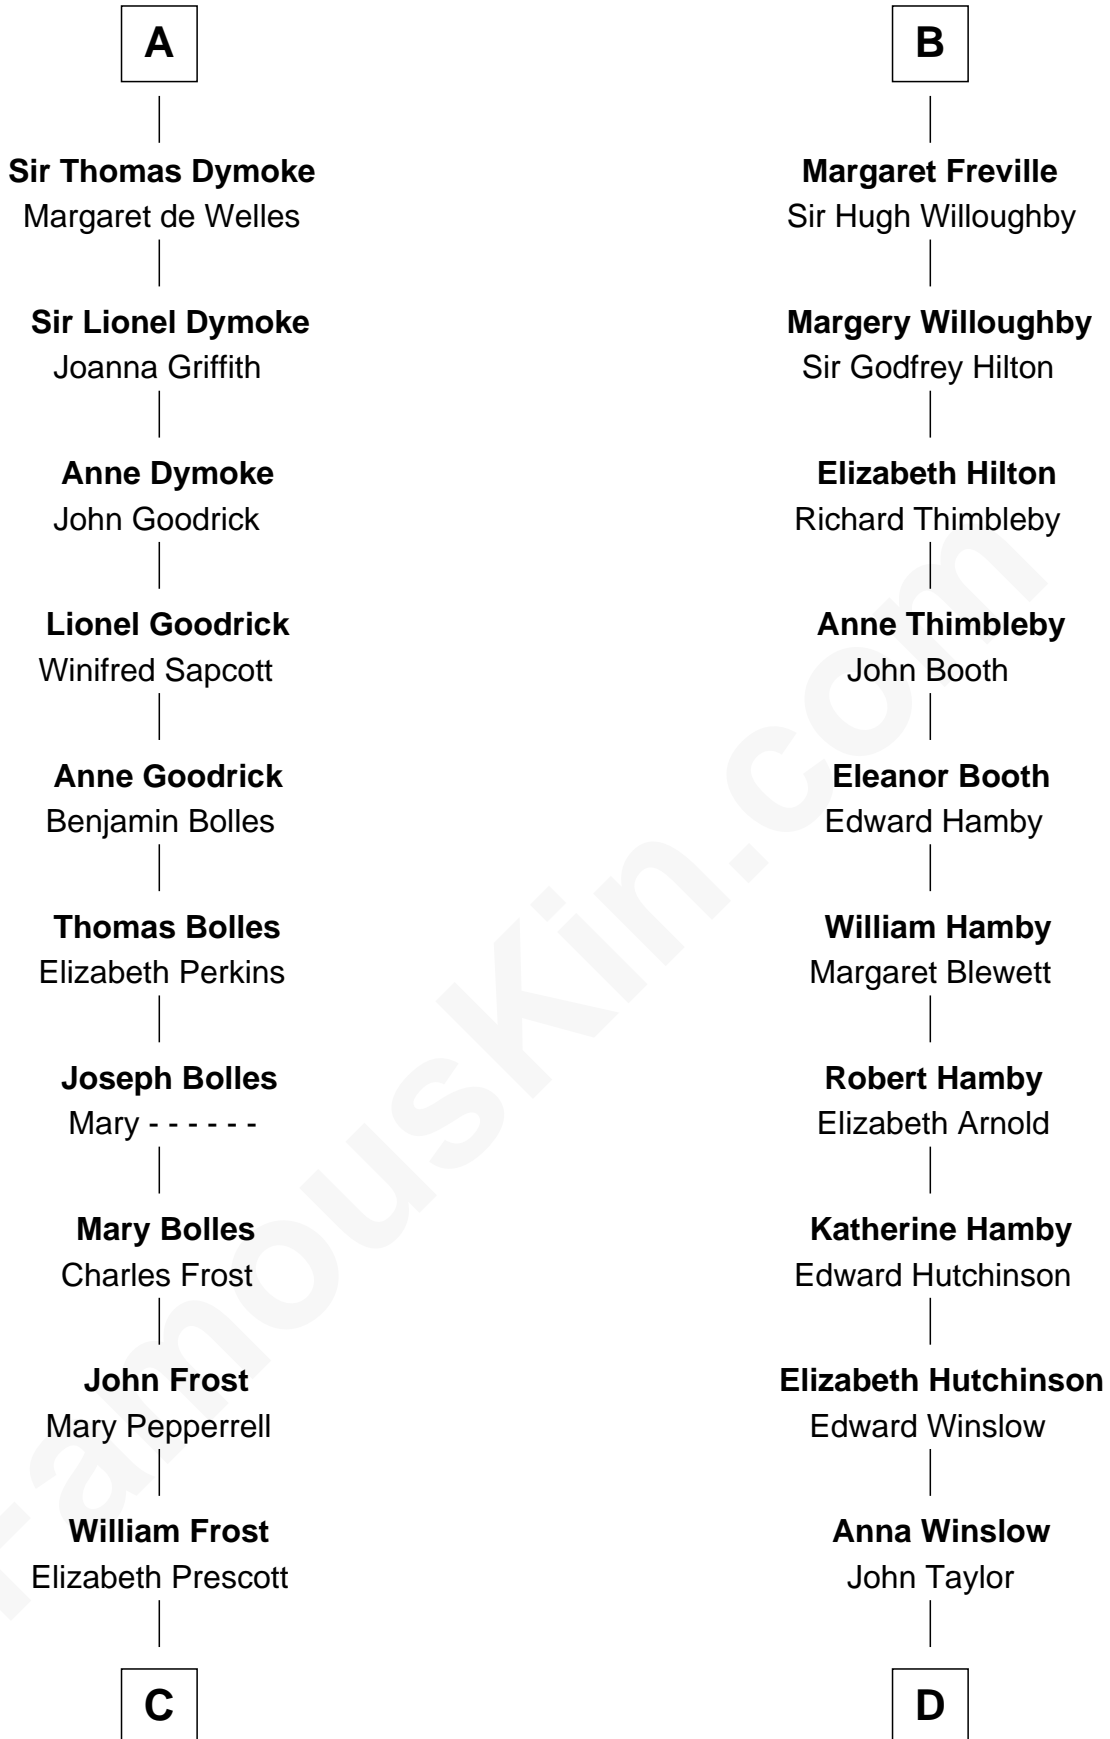 A
Sir Thomas Dymoke
Margaret de Welles
Sir Lionel Dymoke
Joanna Griffith
Anne Dymoke
John Goodrick
Lionel Goodrick
Winifred Sapcott
Anne Goodrick
Benjamin Bolles
Thomas Bolles
Elizabeth Perkins
Joseph Bolles
Mary - - - - - -
Mary Bolles
Charles Frost
John Frost
Mary Pepperrell
William Frost
Elizabeth Prescott
C
B
Margaret Freville
Sir Hugh Willoughby
Margery Willoughby
Sir Godfrey Hilton
Elizabeth Hilton
Richard Thimbleby
Anne Thimbleby
John Booth
Eleanor Booth
Edward Hamby
William Hamby
Margaret Blewett
Robert Hamby
Elizabeth Arnold
Katherine Hamby
Edward Hutchinson
Elizabeth Hutchinson
Edward Winslow
Anna Winslow
John Taylor
D
FamousKin.com